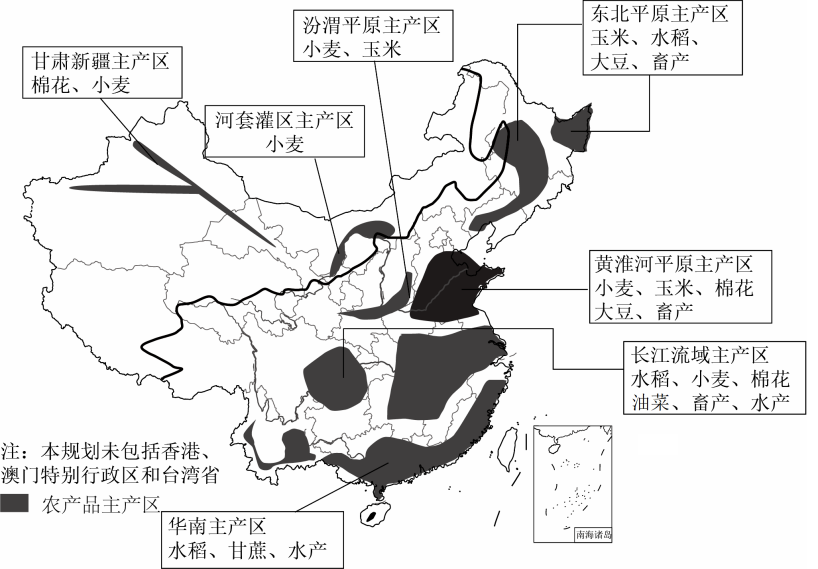 汾渭平原主产区
小麦、玉米
东北平原主产区
玉米、水稻、
大豆、畜产
甘肃新疆主产区
棉花、小麦
河套灌区主产区
小麦
黄淮河平原主产区
小麦、玉米、棉花
大豆、畜产
长江流域主产区
水稻、小麦、棉花
油菜、畜产、水产
注：本规划未包括香港、
澳门特别行政区和台湾省
农产品主产区
华南主产区
水稻、甘蔗、水产
南海诸岛